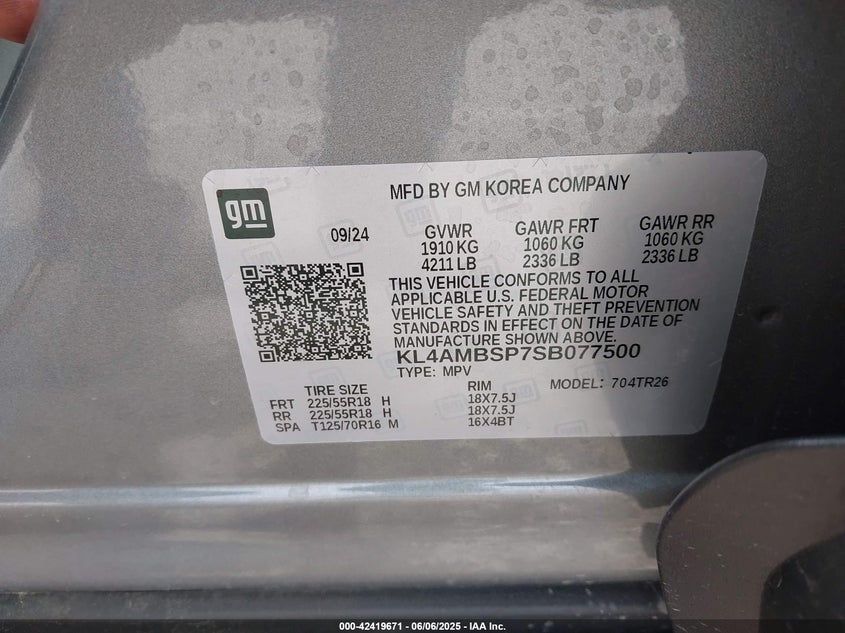 gm
MFD BY GM KOREA COMPANY
09/24
GVWR
1910 KG
4211 LB
GAWR FRT
1060 KG
2336 LB
GAWR RR
1060 KG
2336 LB
THIS VEHICLE CONFORMS TO ALL
APPLICABLE U.S. FEDERAL MOTOR
VEHICLE SAFETY AND THEFT PREVENTION
STANDARDS IN EFFECT ON THE DATE OF
MANUFACTURE SHOWN ABOVE.
KL4AMBSP7SB077500
TYPE: MPV
MODEL: 704TR26
TIRE SIZE RIM
FRT 225/55R18 H 18X7.5J
RR 225/55R18 H 18X7.5J
SPA T125/70R16 M 16X4BT
000-42419671 - 06/06/2025 - IAA Inc.